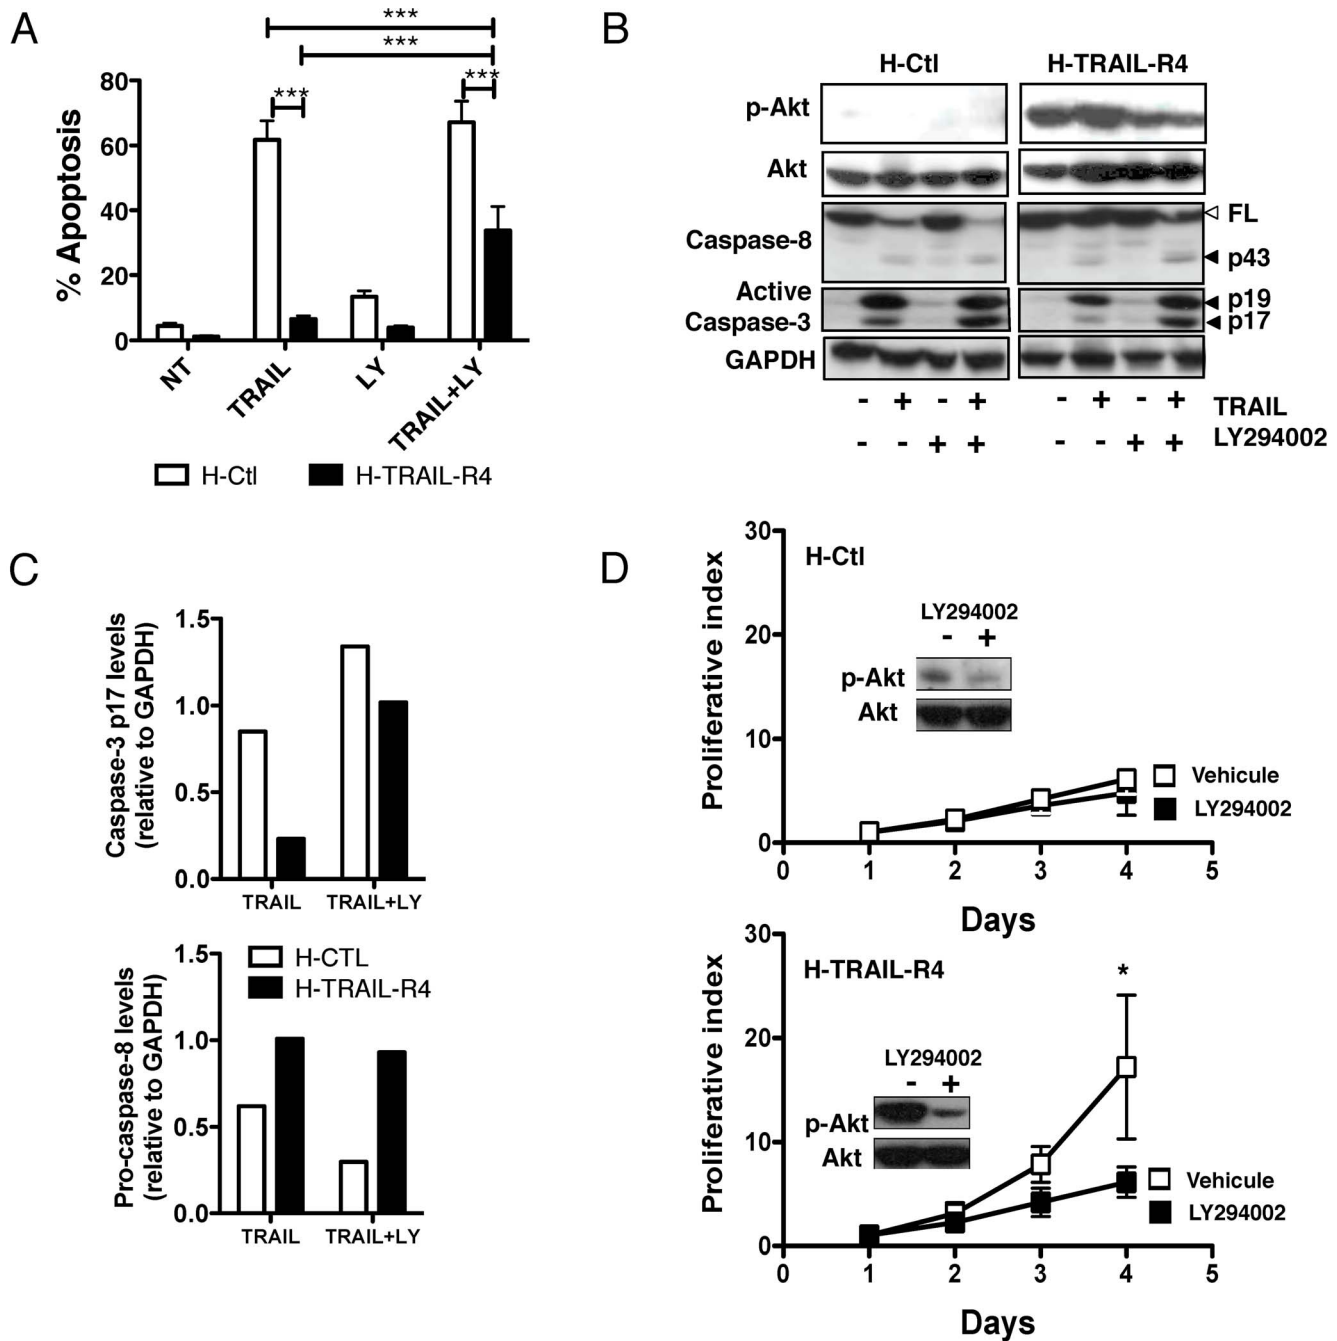 A
***
***
***
***
80
60
40
20
0
% Apoptosis
NT
TRAIL
LY
TRAIL+LY
H-Ctl
H-TRAIL-R4
B
H-Ctl
H-TRAIL-R4
p-Akt
Akt
Caspase-8
FL
p43
Active
Caspase-3
p19
p17
GAPDH
- + - + - + - + TRAIL
- - + + - - + + LY294002
C
Caspase-3 p17 levels
(relative to GAPDH)
1.5
1.0
0.5
0.0
TRAIL
TRAIL+LY
Pro-caspase-8 levels
(relative to GAPDH)
1.5
1.0
0.5
0.0
H-CTL
H-TRAIL-R4
TRAIL
TRAIL+LY
D
Proliferative index
30
20
10
0
H-Ctl
LY294002
- +
p-Akt
Akt
Vehicule
LY294002
0 1 2 3 4 5
Days
Proliferative index
30
20
10
0
H-TRAIL-R4
*
LY294002
- +
p-Akt
Akt
Vehicule
LY294002
0 1 2 3 4 5
Days